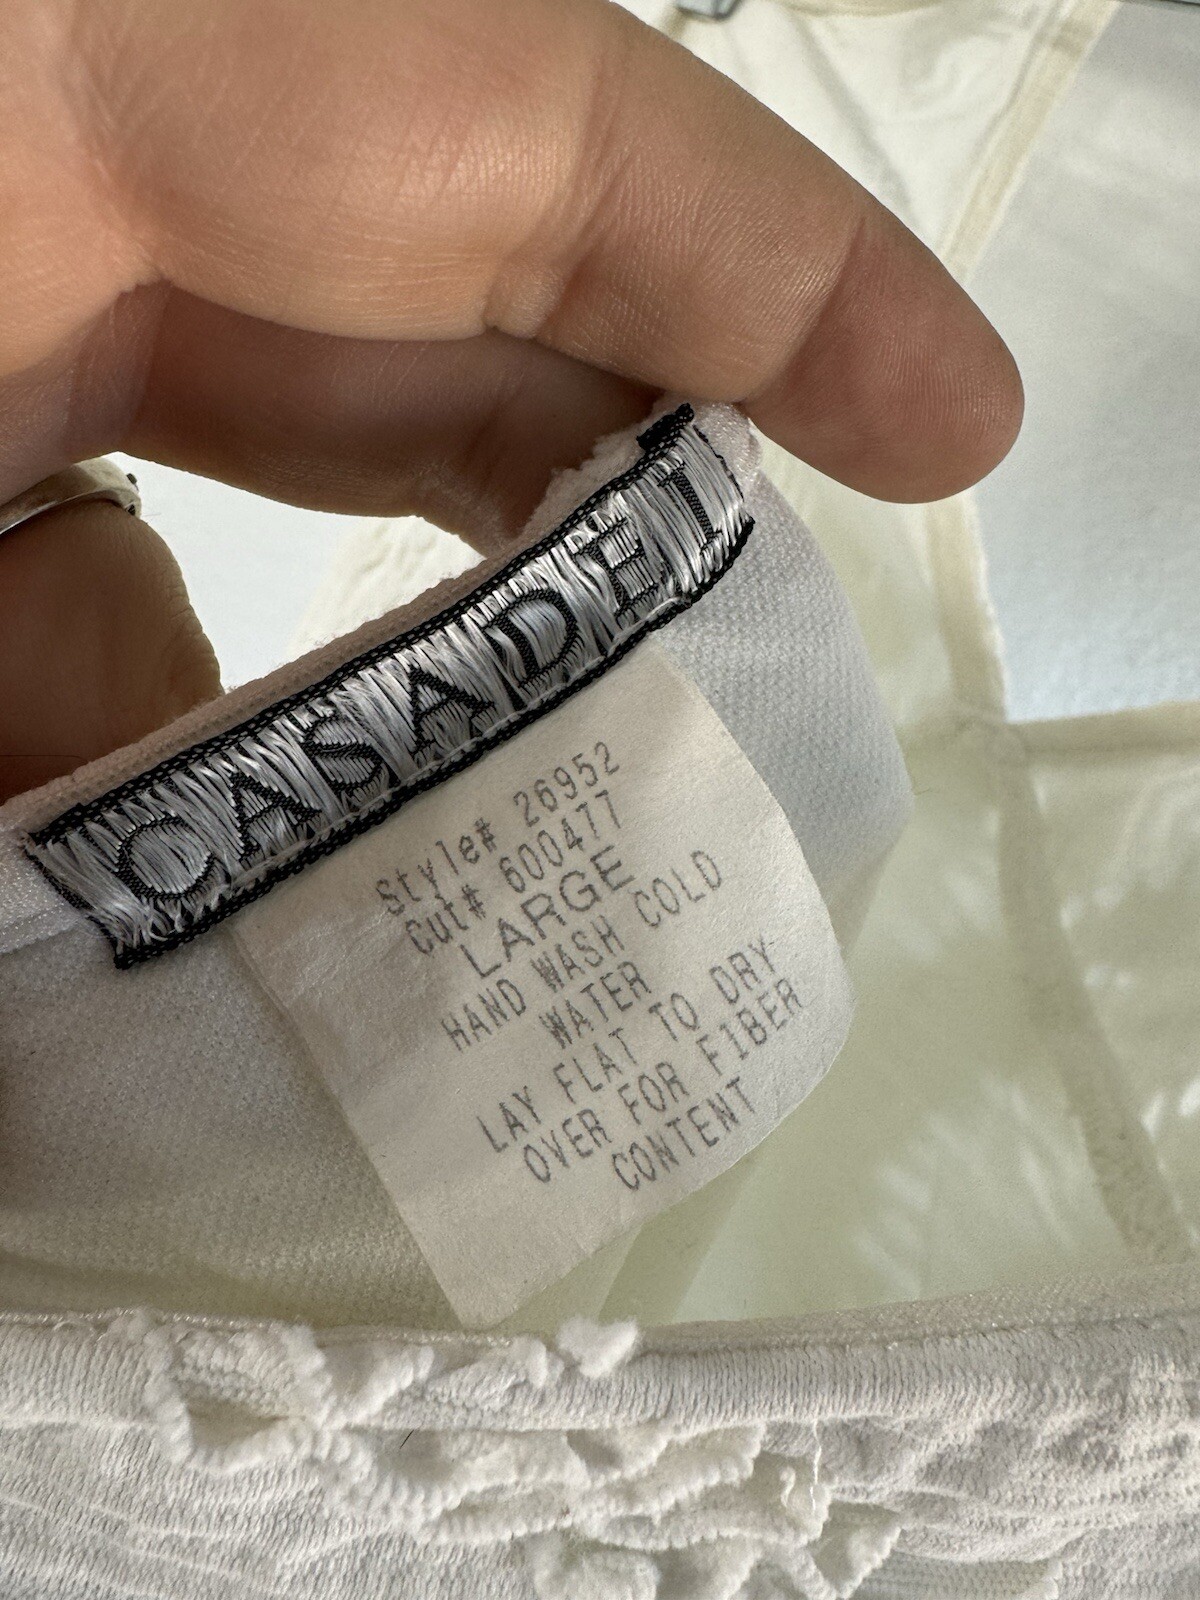 CASADEI
Style# 26952
Cut# 600477
LARGE
HAND WASH COLD
WATER
LAY FLAT TO DRY
OVER FOR FIBER
CONTENT